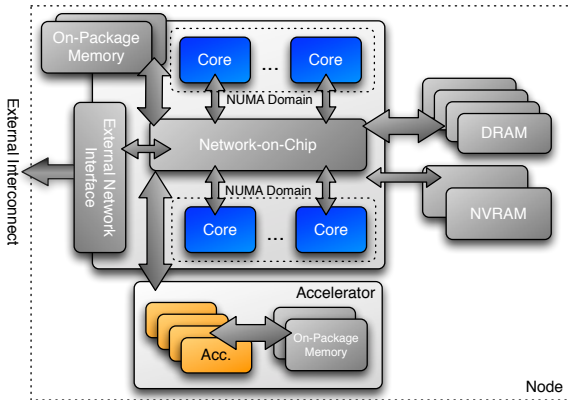 On-Package
Memory
Core
...
Core
NUMA Domain
External Interconnect
External Network
Interface
Network-on-Chip
DRAM
NUMA Domain
NVRAM
Core
...
Core
Accelerator
Acc.
On-Package
Memory
Node